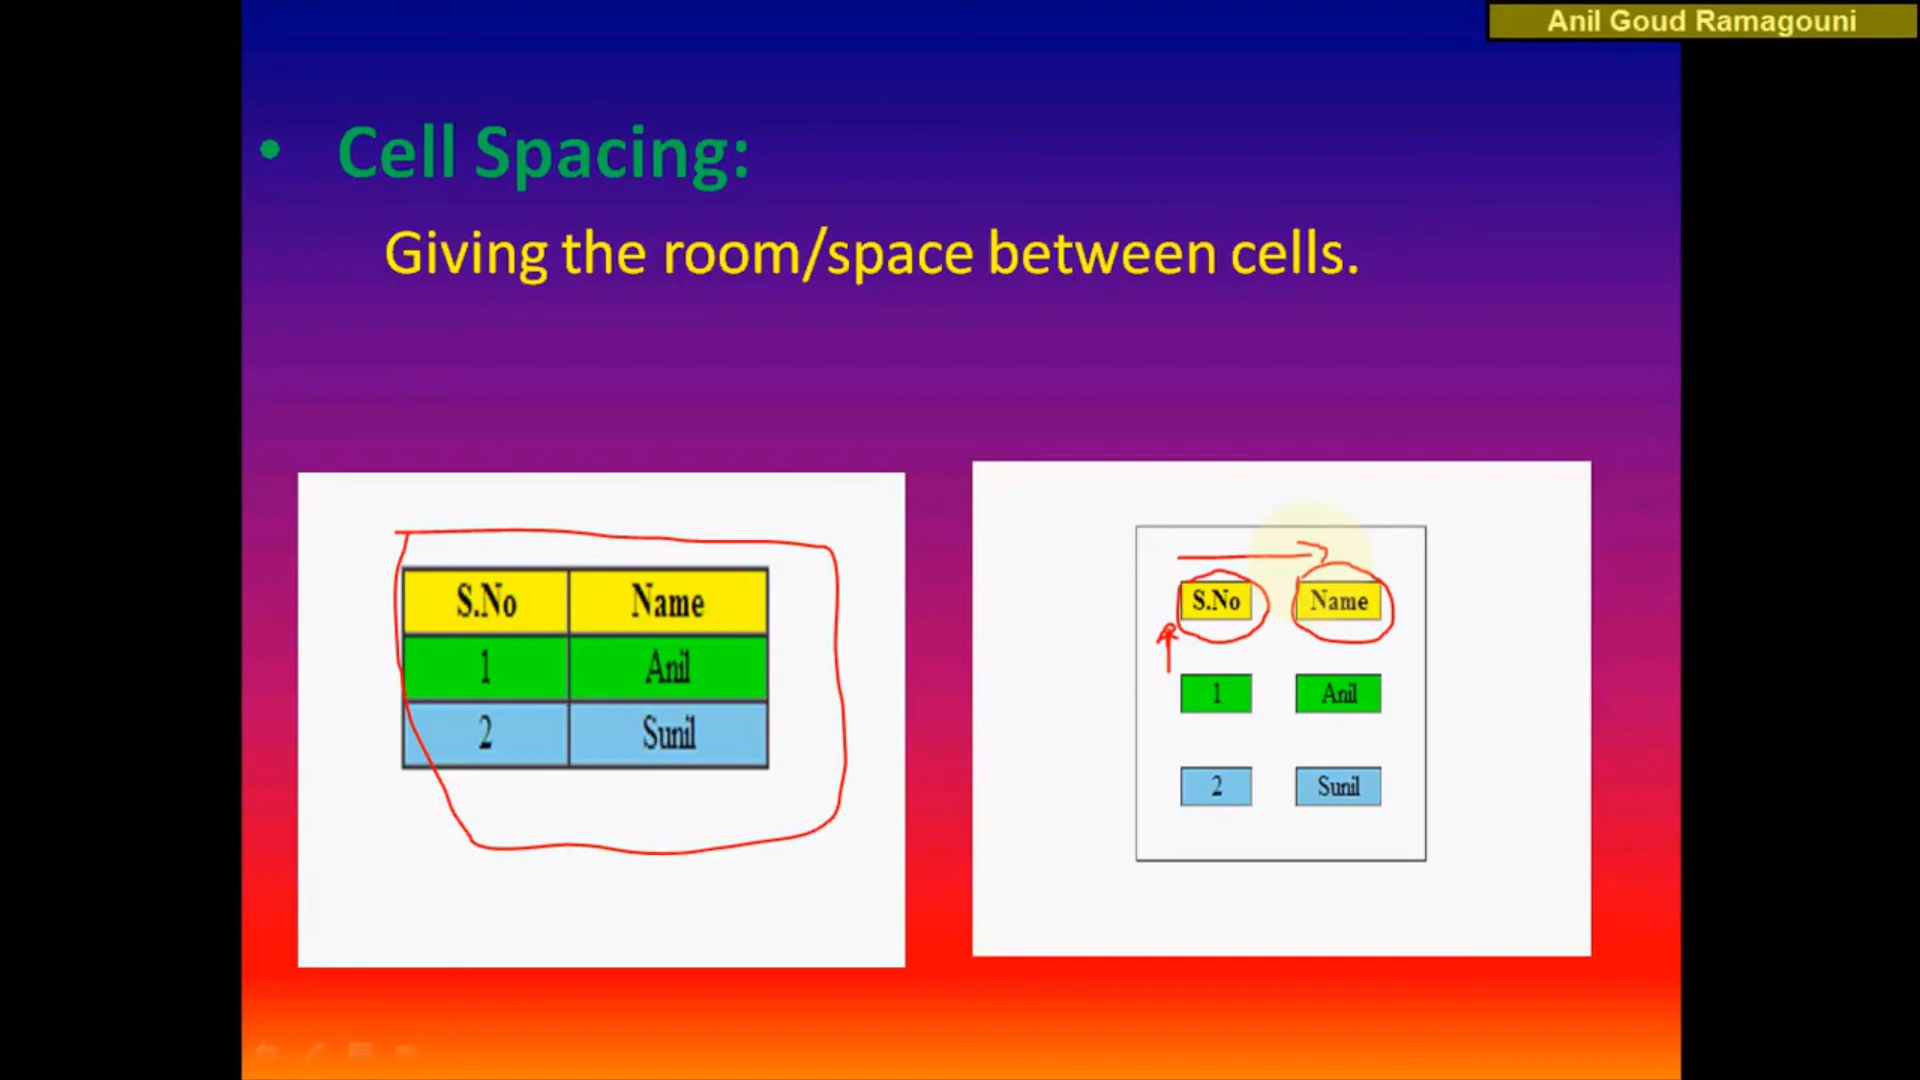 Anil Goud Ramagouni
• Cell Spacing:
Giving the room/space between cells.
S.No Name
1 Anil
2 Sunil
S.No Name
1 Anil
2 Sunil